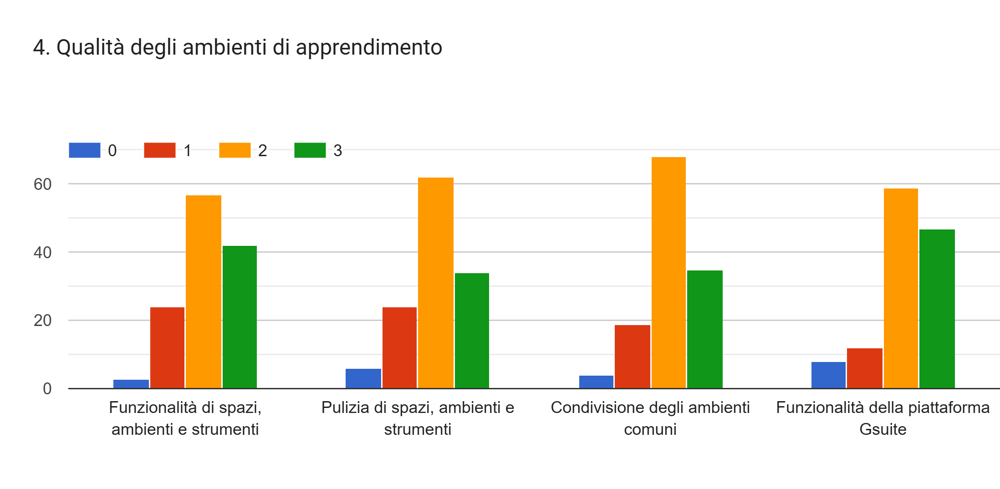 4. Qualità degli ambienti di apprendimento
0 1 2 3
60
40
20
0
Funzionalità di spazi,
ambienti e strumenti
Pulizia di spazi, ambienti e
strumenti
Condivisione degli ambienti
comuni
Funzionalità della piattaforma
Gsuite